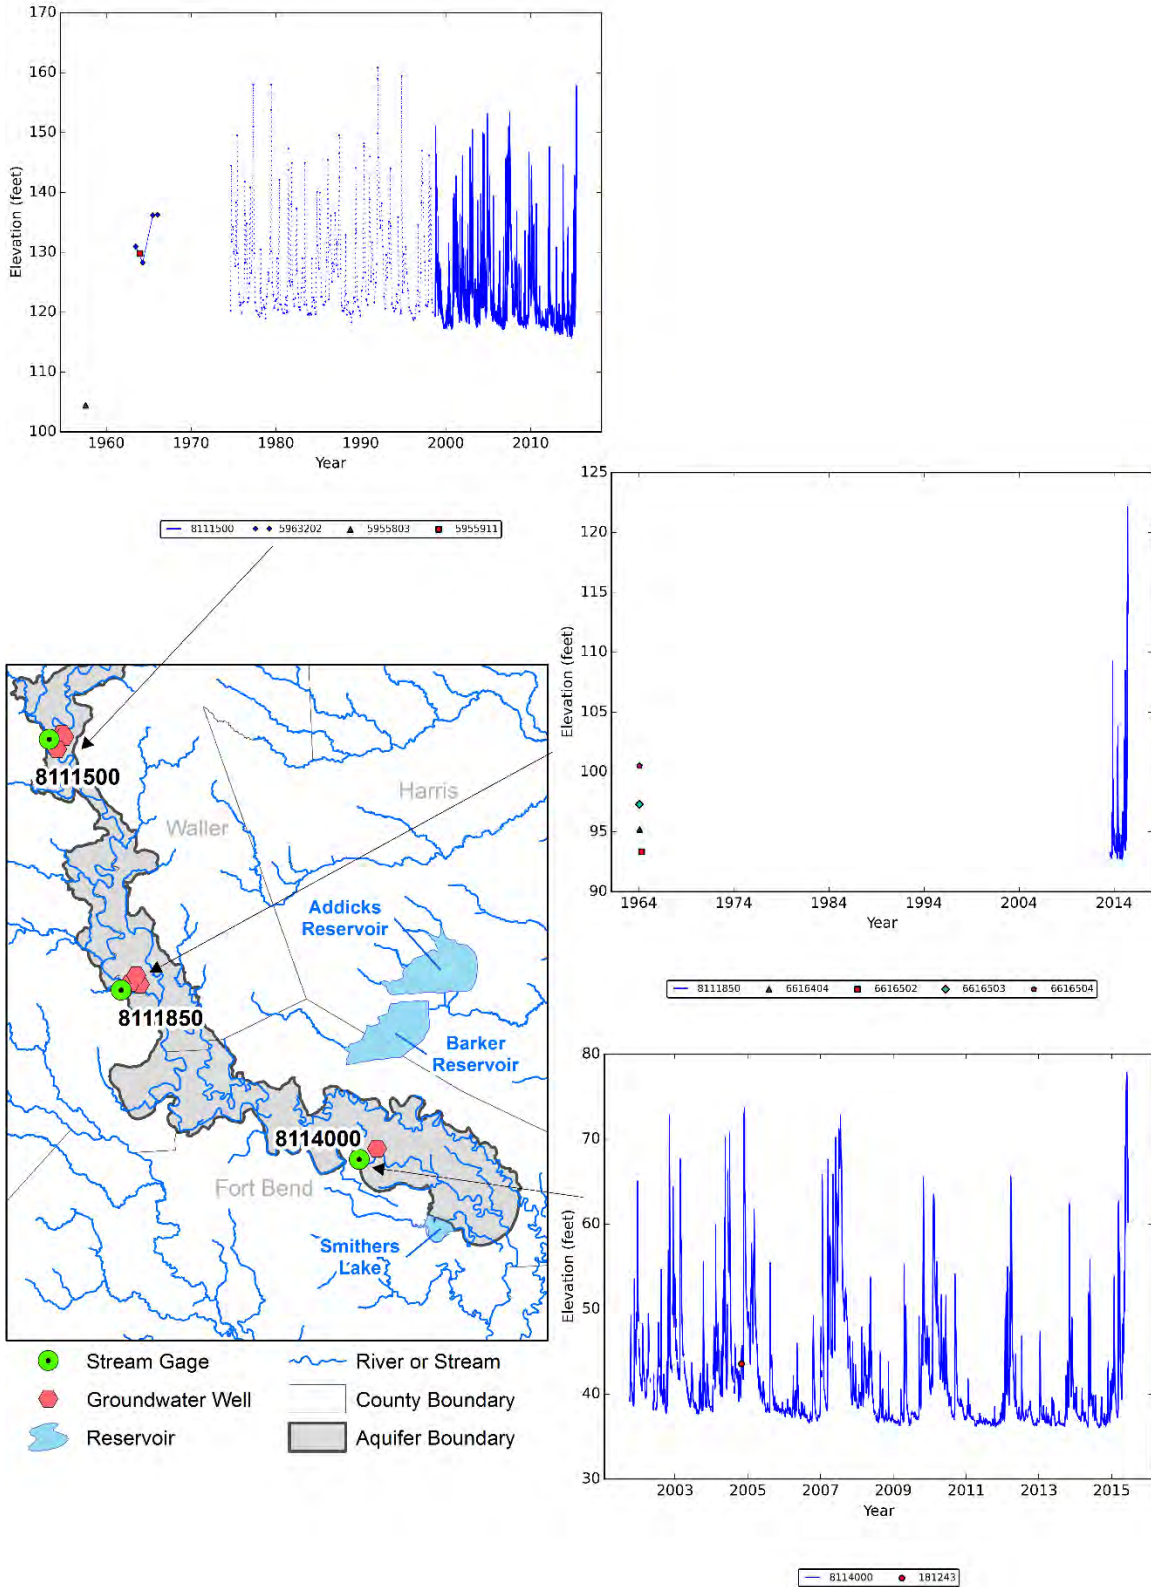 170
160
150
140
130
120
110
100
Elevation (feet)
1960 1970 1980 1990 2000 2010
Year
8111500 5963202 5955803 5955911
125
120
115
110
105
100
95
90
Elevation (feet)
1964 1974 1984 1994 2004 2014
Year
8111850 6616404 6616502 6616503 6616504
8111500
Harris
Waller
Addicks
Reservoir
8111850
Barker
Reservoir
8114000
Fort Bend
Smithers
Lake
Stream Gage
Groundwater Well
Reservoir
River or Stream
County Boundary
Aquifer Boundary
80
70
60
50
40
30
Elevation (feet)
2003 2005 2007 2009 2011 2013 2015
Year
8114000 181243